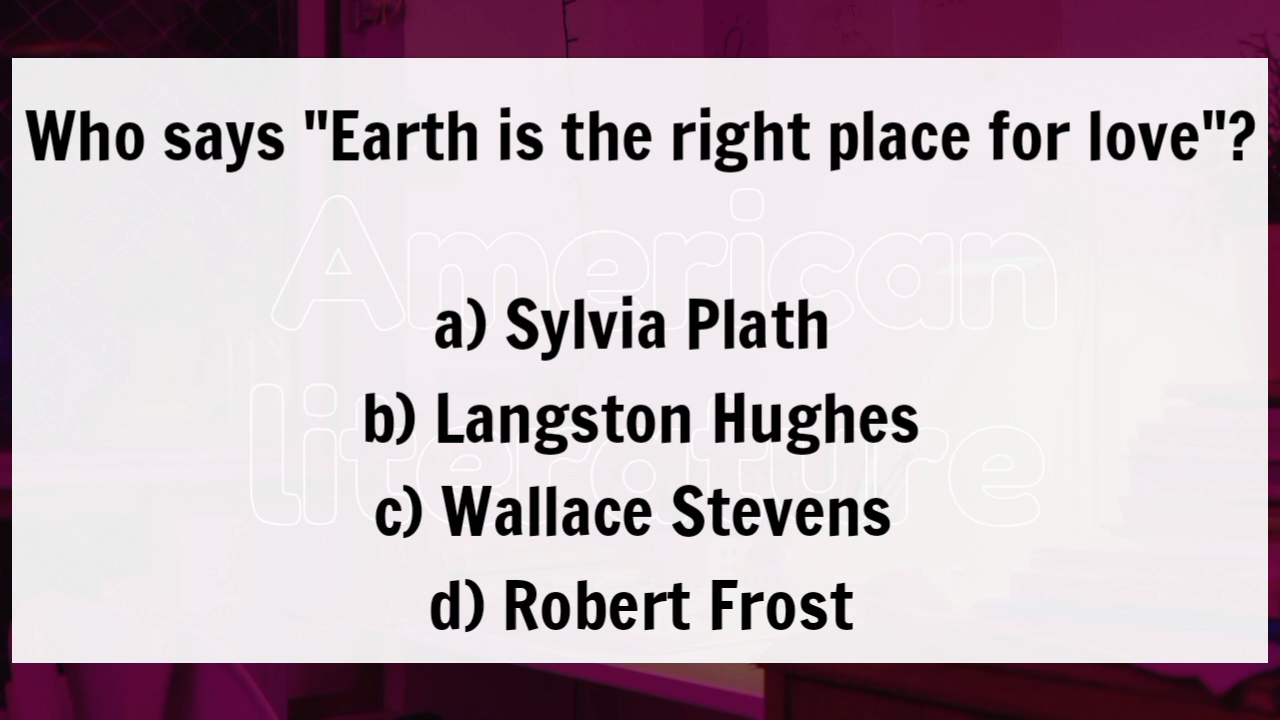 Who says "Earth is the right place for love"?
American
literature
a) Sylvia Plath
b) Langston Hughes
c) Wallace Stevens
d) Robert Frost